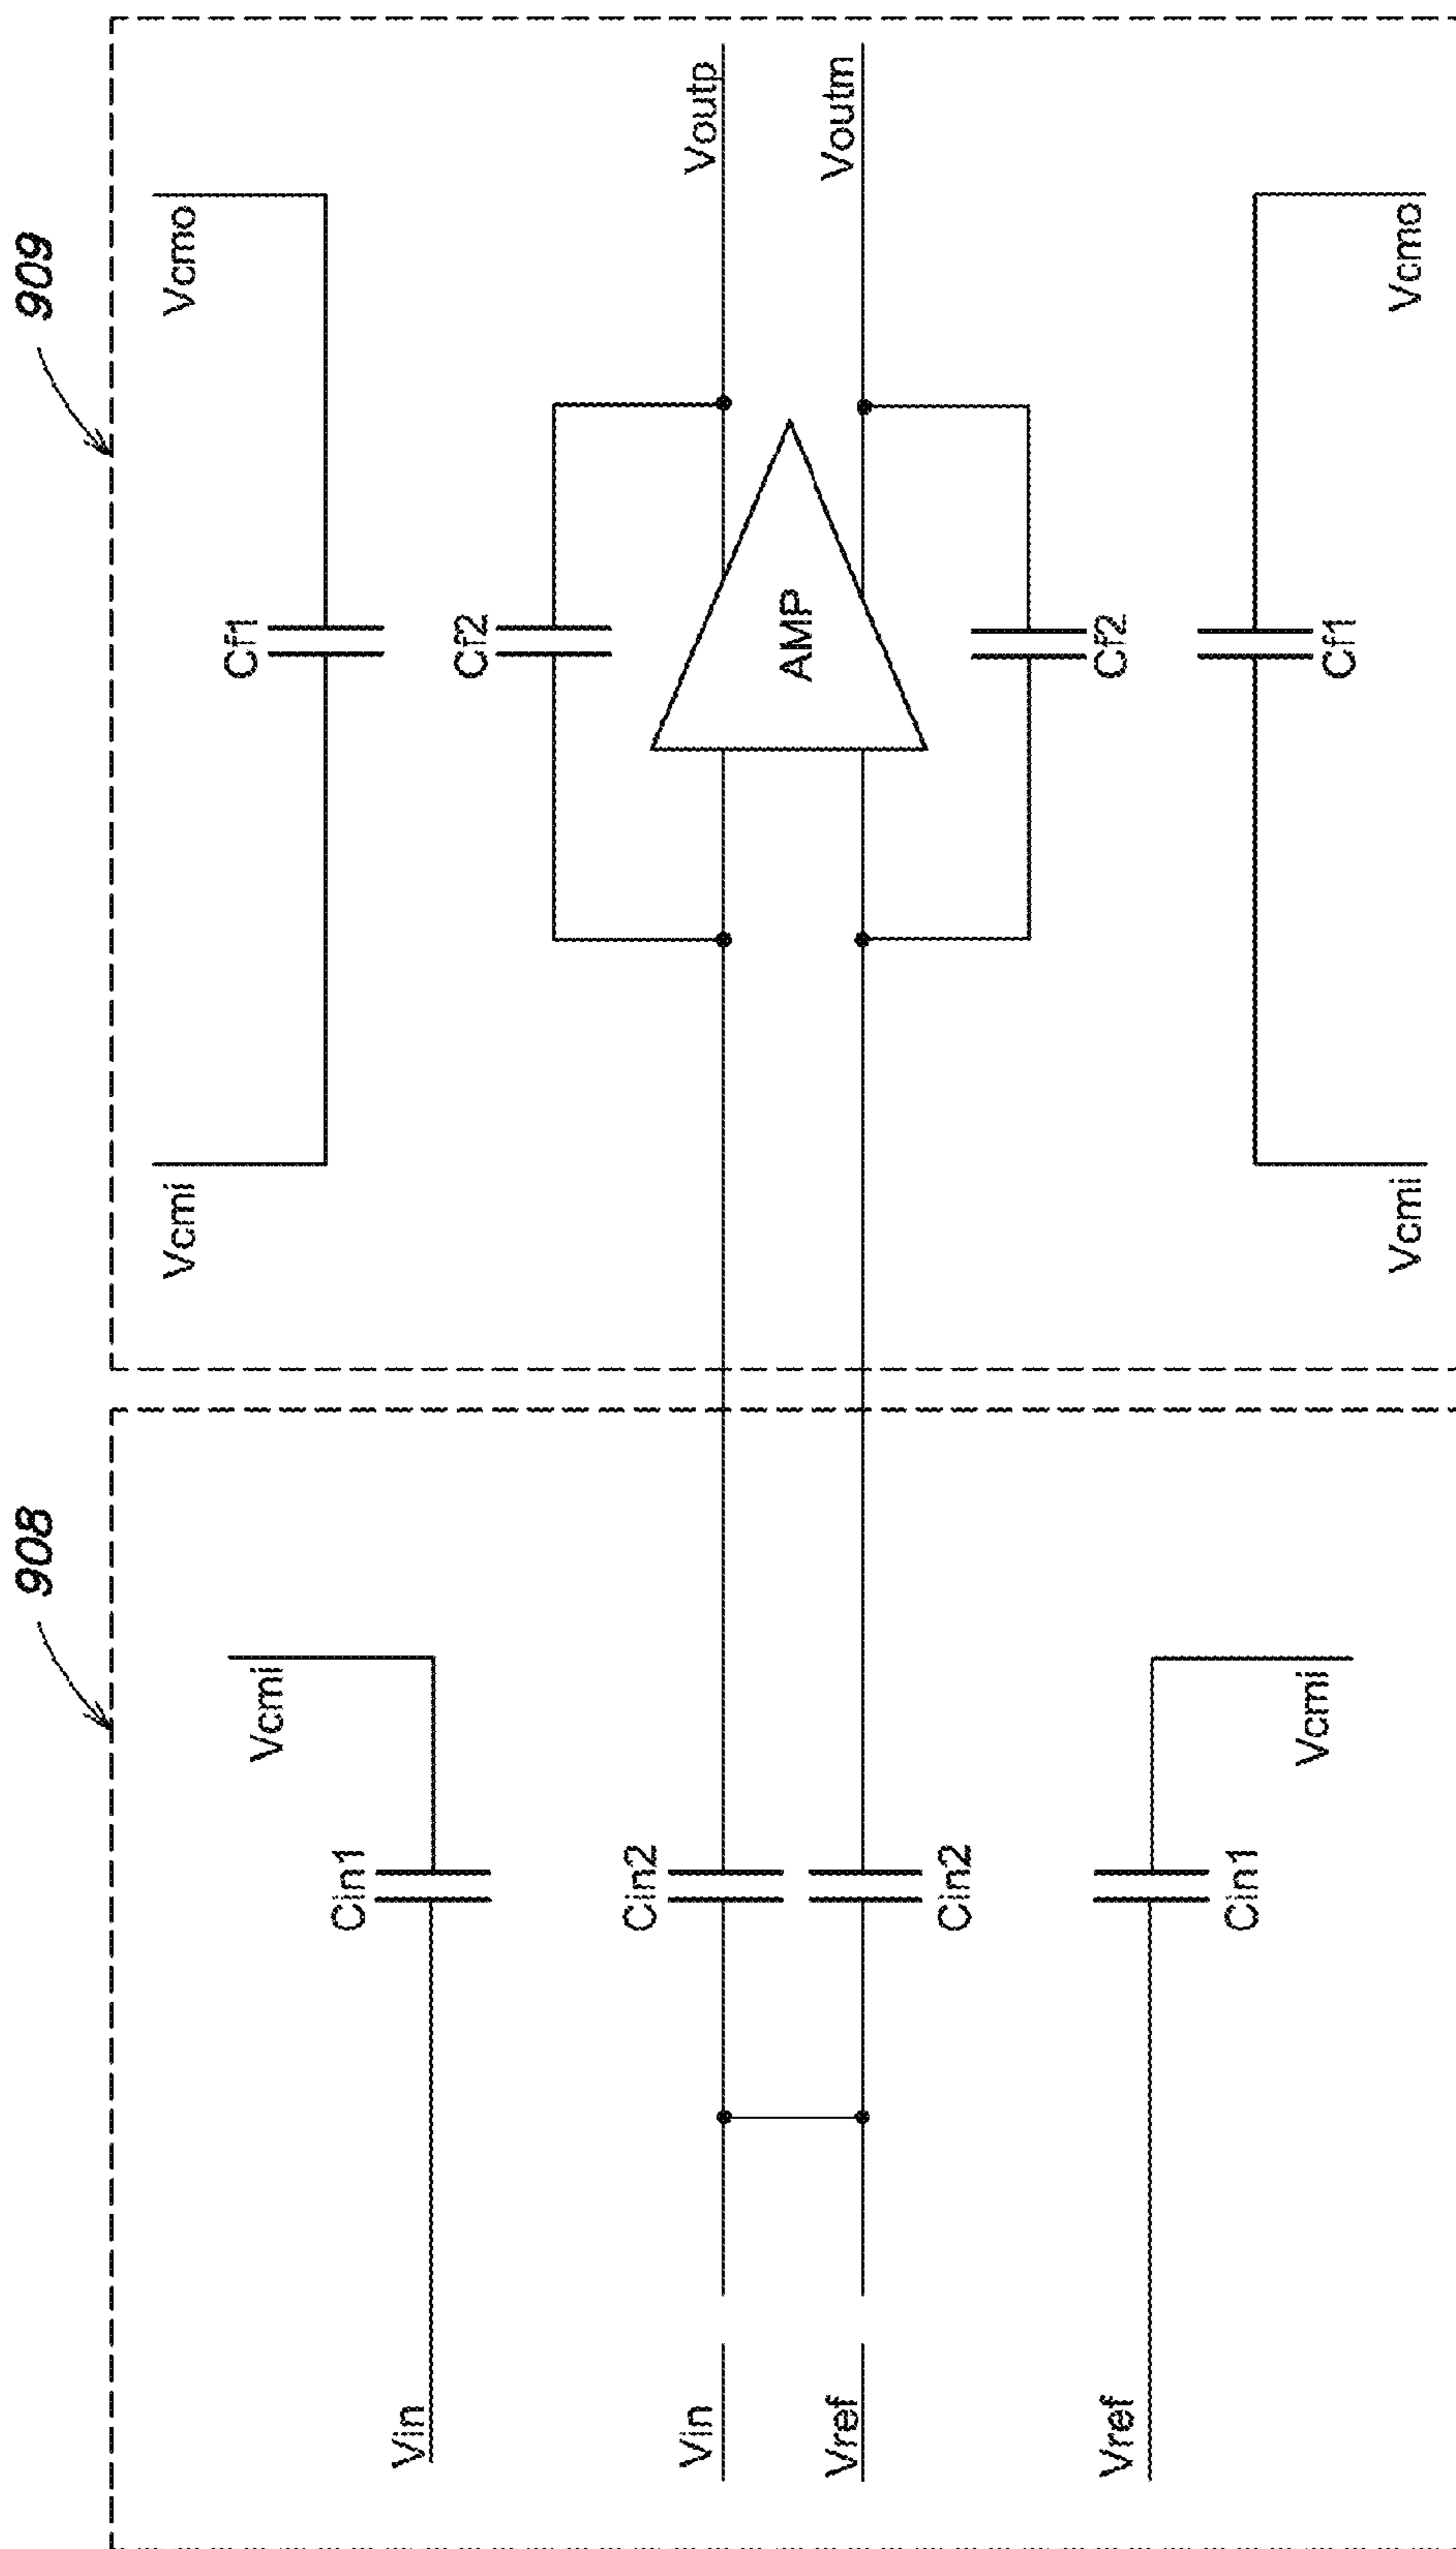 908
909
Vcmi
Vcmo
Cf1
Vcmi
Cin1
Vin
Cf2
Voutp
Cin2
Vin
AMP
Vref
Cin2
Voutm
Cf2
Vref
Cin1
Vcmi
Cf1
Vcmi
Vcmo